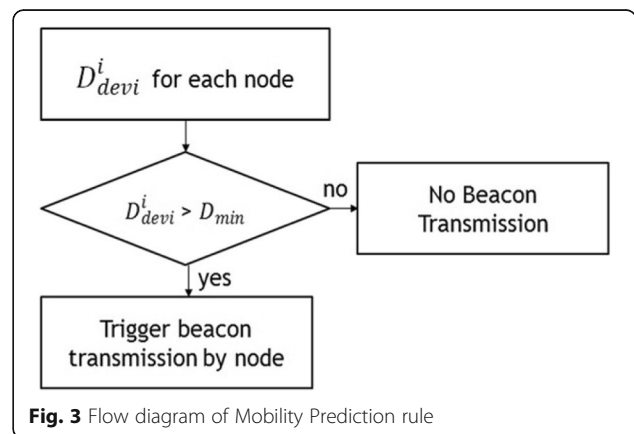 D^i_devi for each node
D^i_devi > D_min
no
No Beacon
Transmission
yes
Trigger beacon
transmission by node
Fig. 3 Flow diagram of Mobility Prediction rule